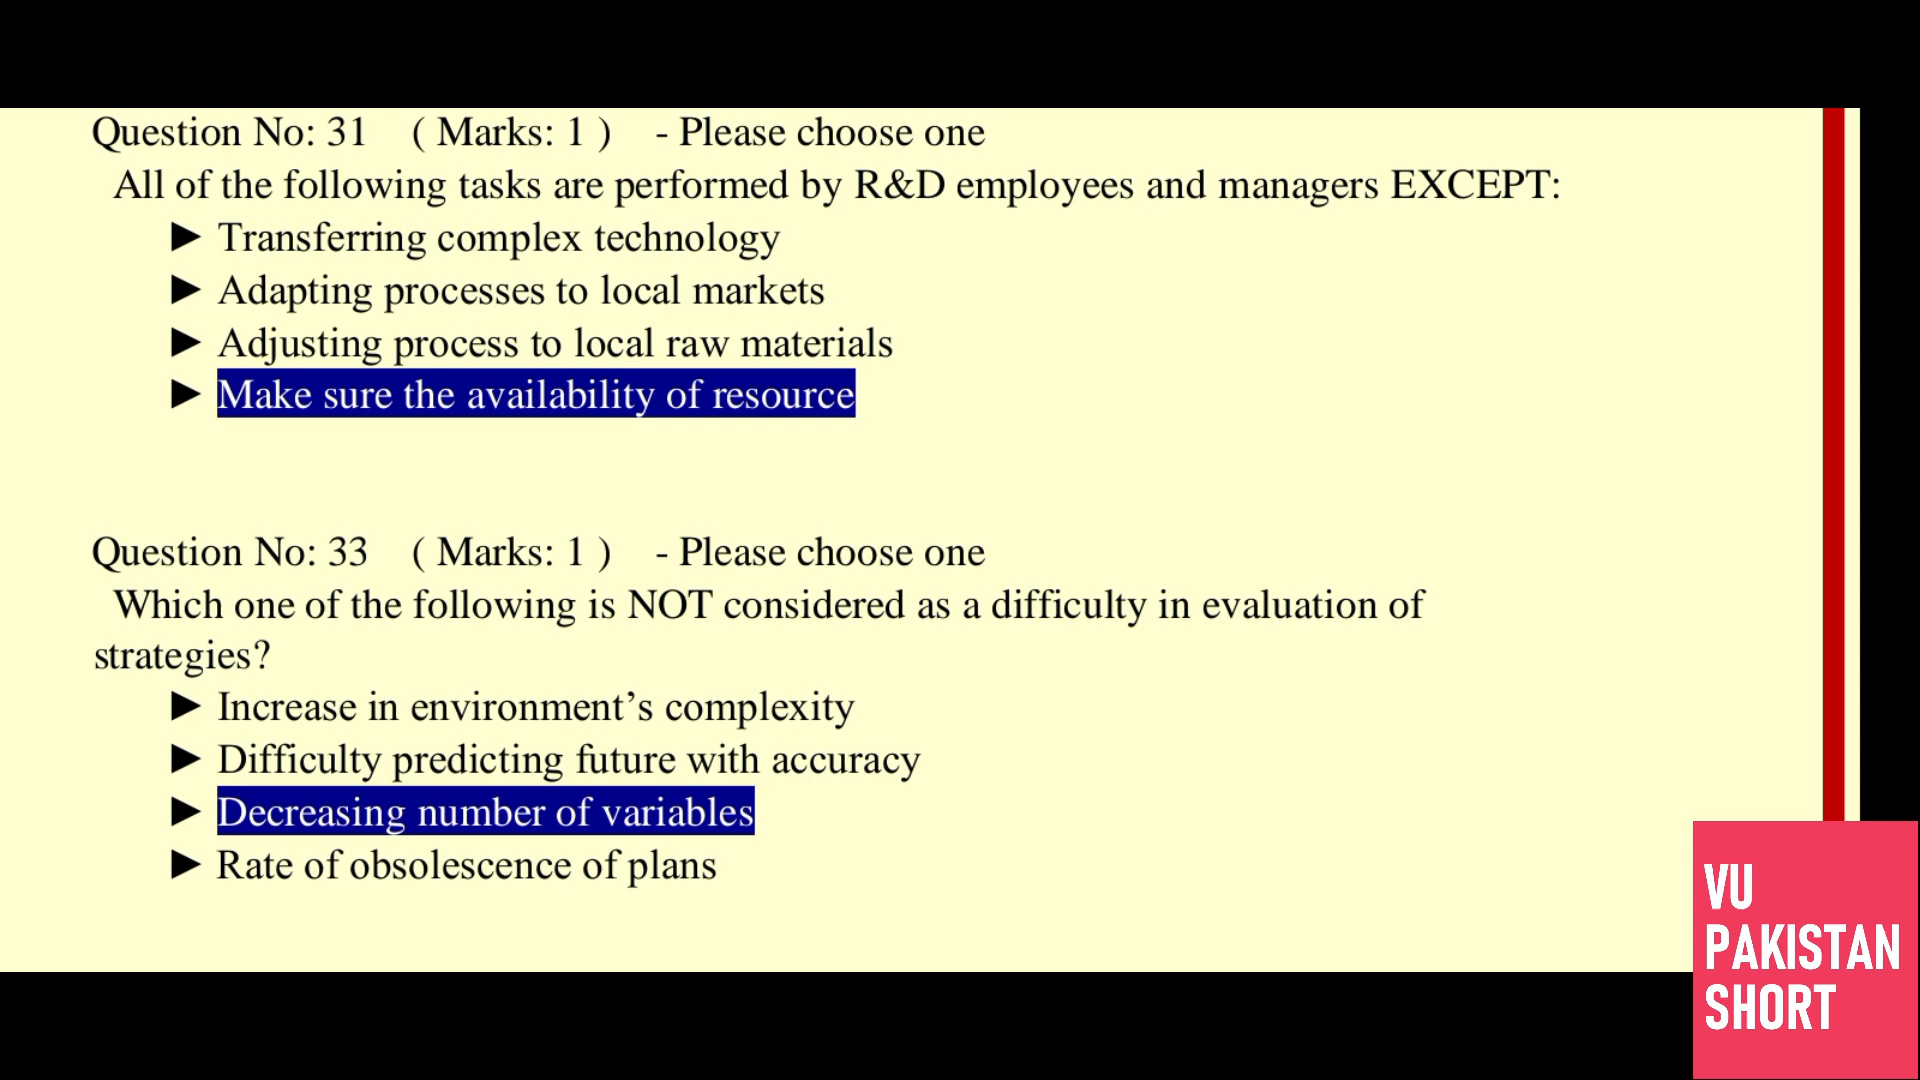 Question No: 31 ( Marks: 1 ) - Please choose one
All of the following tasks are performed by R&D employees and managers EXCEPT:
► Transferring complex technology
► Adapting processes to local markets
► Adjusting process to local raw materials
► Make sure the availability of resource
Question No: 33 ( Marks: 1 ) - Please choose one
Which one of the following is NOT considered as a difficulty in evaluation of
strategies?
► Increase in environment’s complexity
► Difficulty predicting future with accuracy
► Decreasing number of variables
► Rate of obsolescence of plans
VU
PAKISTAN
SHORT